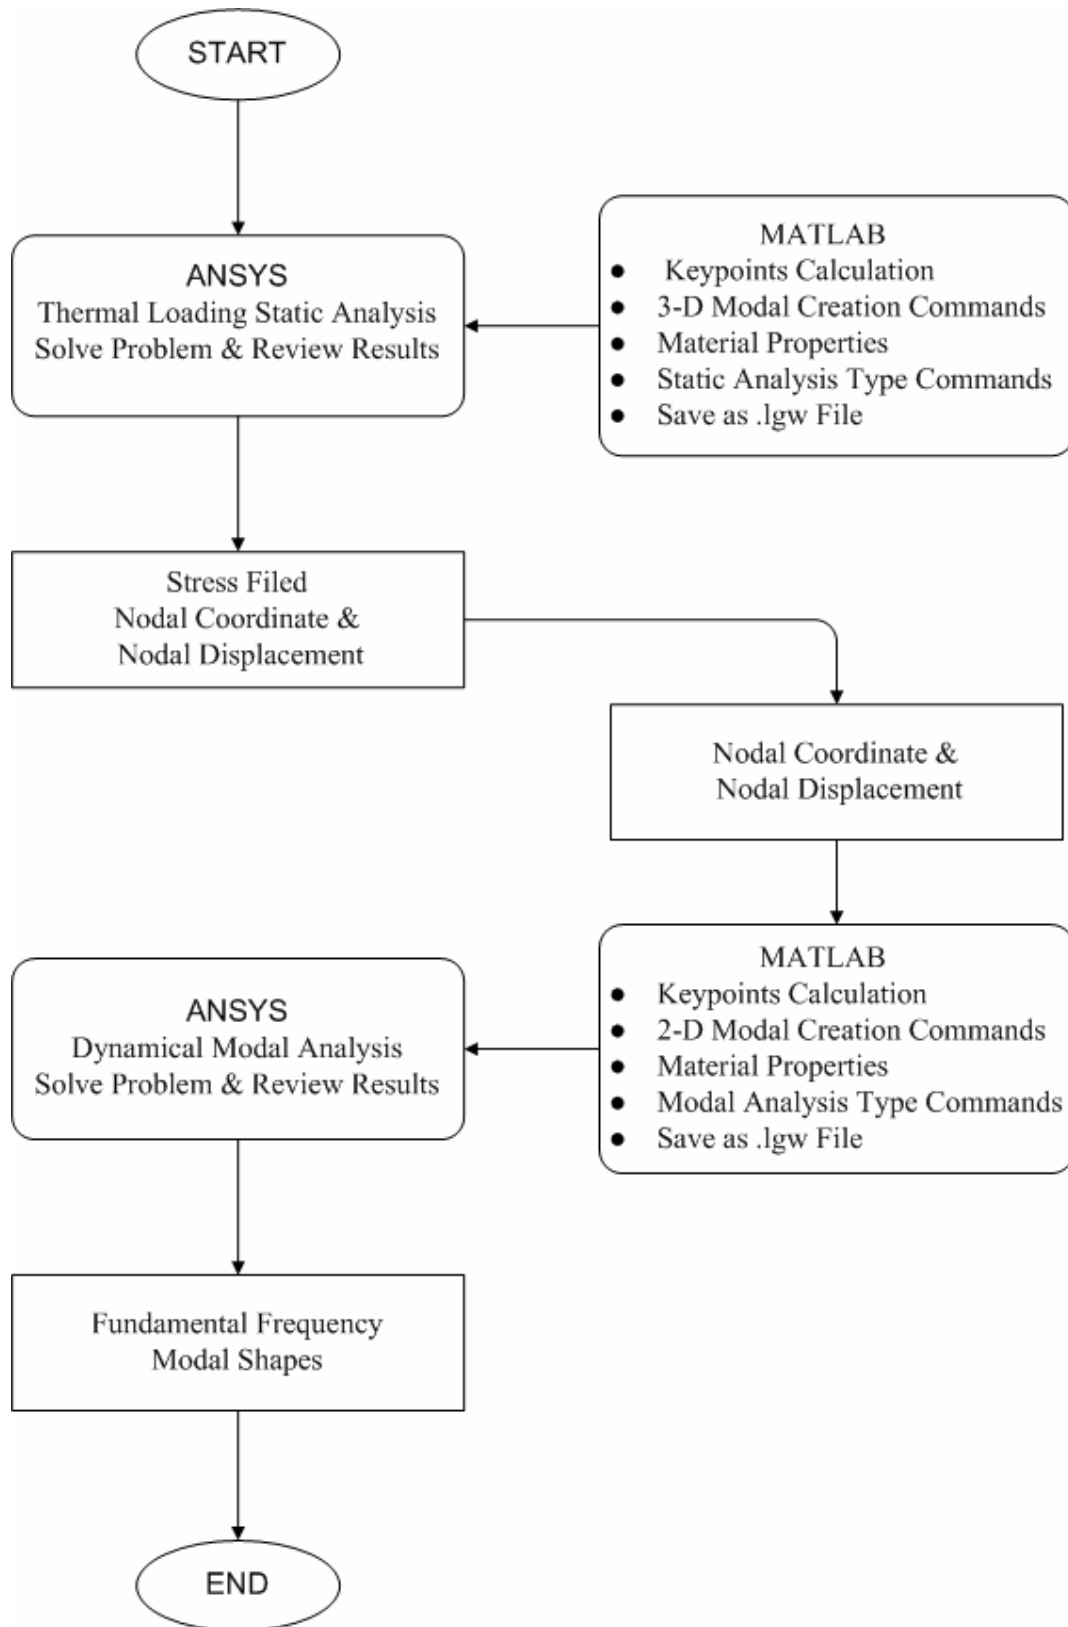 START
ANSYS
Thermal Loading Static Analysis
Solve Problem & Review Results
MATLAB
● Keypoints Calculation
● 3-D Modal Creation Commands
● Material Properties
● Static Analysis Type Commands
● Save as .lgw File
Stress Filed
Nodal Coordinate &
Nodal Displacement
Nodal Coordinate &
Nodal Displacement
MATLAB
● Keypoints Calculation
● 2-D Modal Creation Commands
● Material Properties
● Modal Analysis Type Commands
● Save as .lgw File
ANSYS
Dynamical Modal Analysis
Solve Problem & Review Results
Fundamental Frequency
Modal Shapes
END